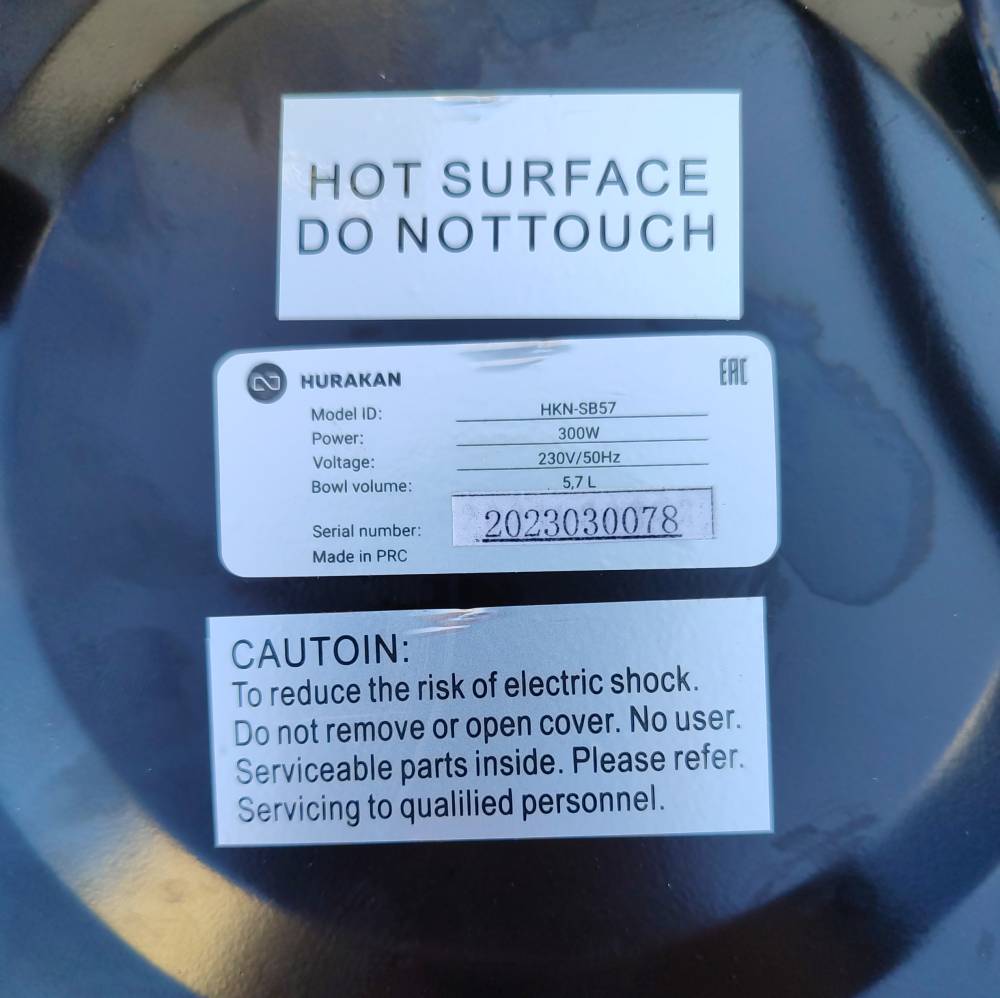 HOT SURFACE
DO NOTTOUCH
HURAKAN
EAC
Model ID: HKN-SB57
Power: 300W
Voltage: 230V/50Hz
Bowl volume: 5,7 L
Serial number: 2023030078
Made in PRC
CAUTOIN:
To reduce the risk of electric shock.
Do not remove or open cover. No user.
Serviceable parts inside. Please refer.
Servicing to qualilied personnel.